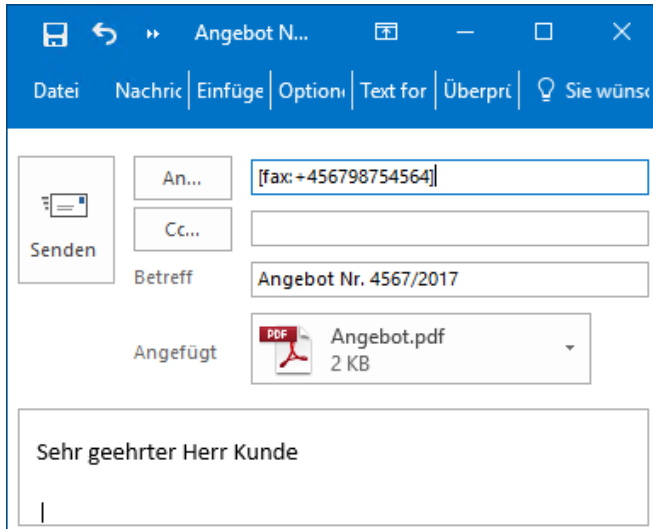 Angebot N...
Datei Nachric Einfüge Option Text for Überprü Sie wünsc
An... [fax:+456798754564]
Senden
Cc...
Betreff Angebot Nr. 4567/2017
Angefügt PDF Angebot.pdf
2 KB
Sehr geehrter Herr Kunde